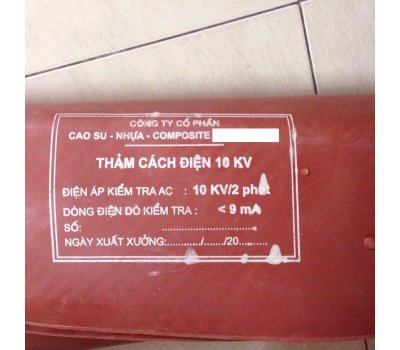 CÔNG TY CỔ PHẦN
CAO SU - NHỰA - COMPOSITE
THẢM CÁCH ĐIỆN 10 KV
ĐIỆN ÁP KIỂM TRA AC : 10 KV/2 phút
DÒNG ĐIỆN DÒ KIỂM TRA : < 9 mA
SỐ: ..............................
NGÀY XUẤT XƯỞNG:.........../......./20.........